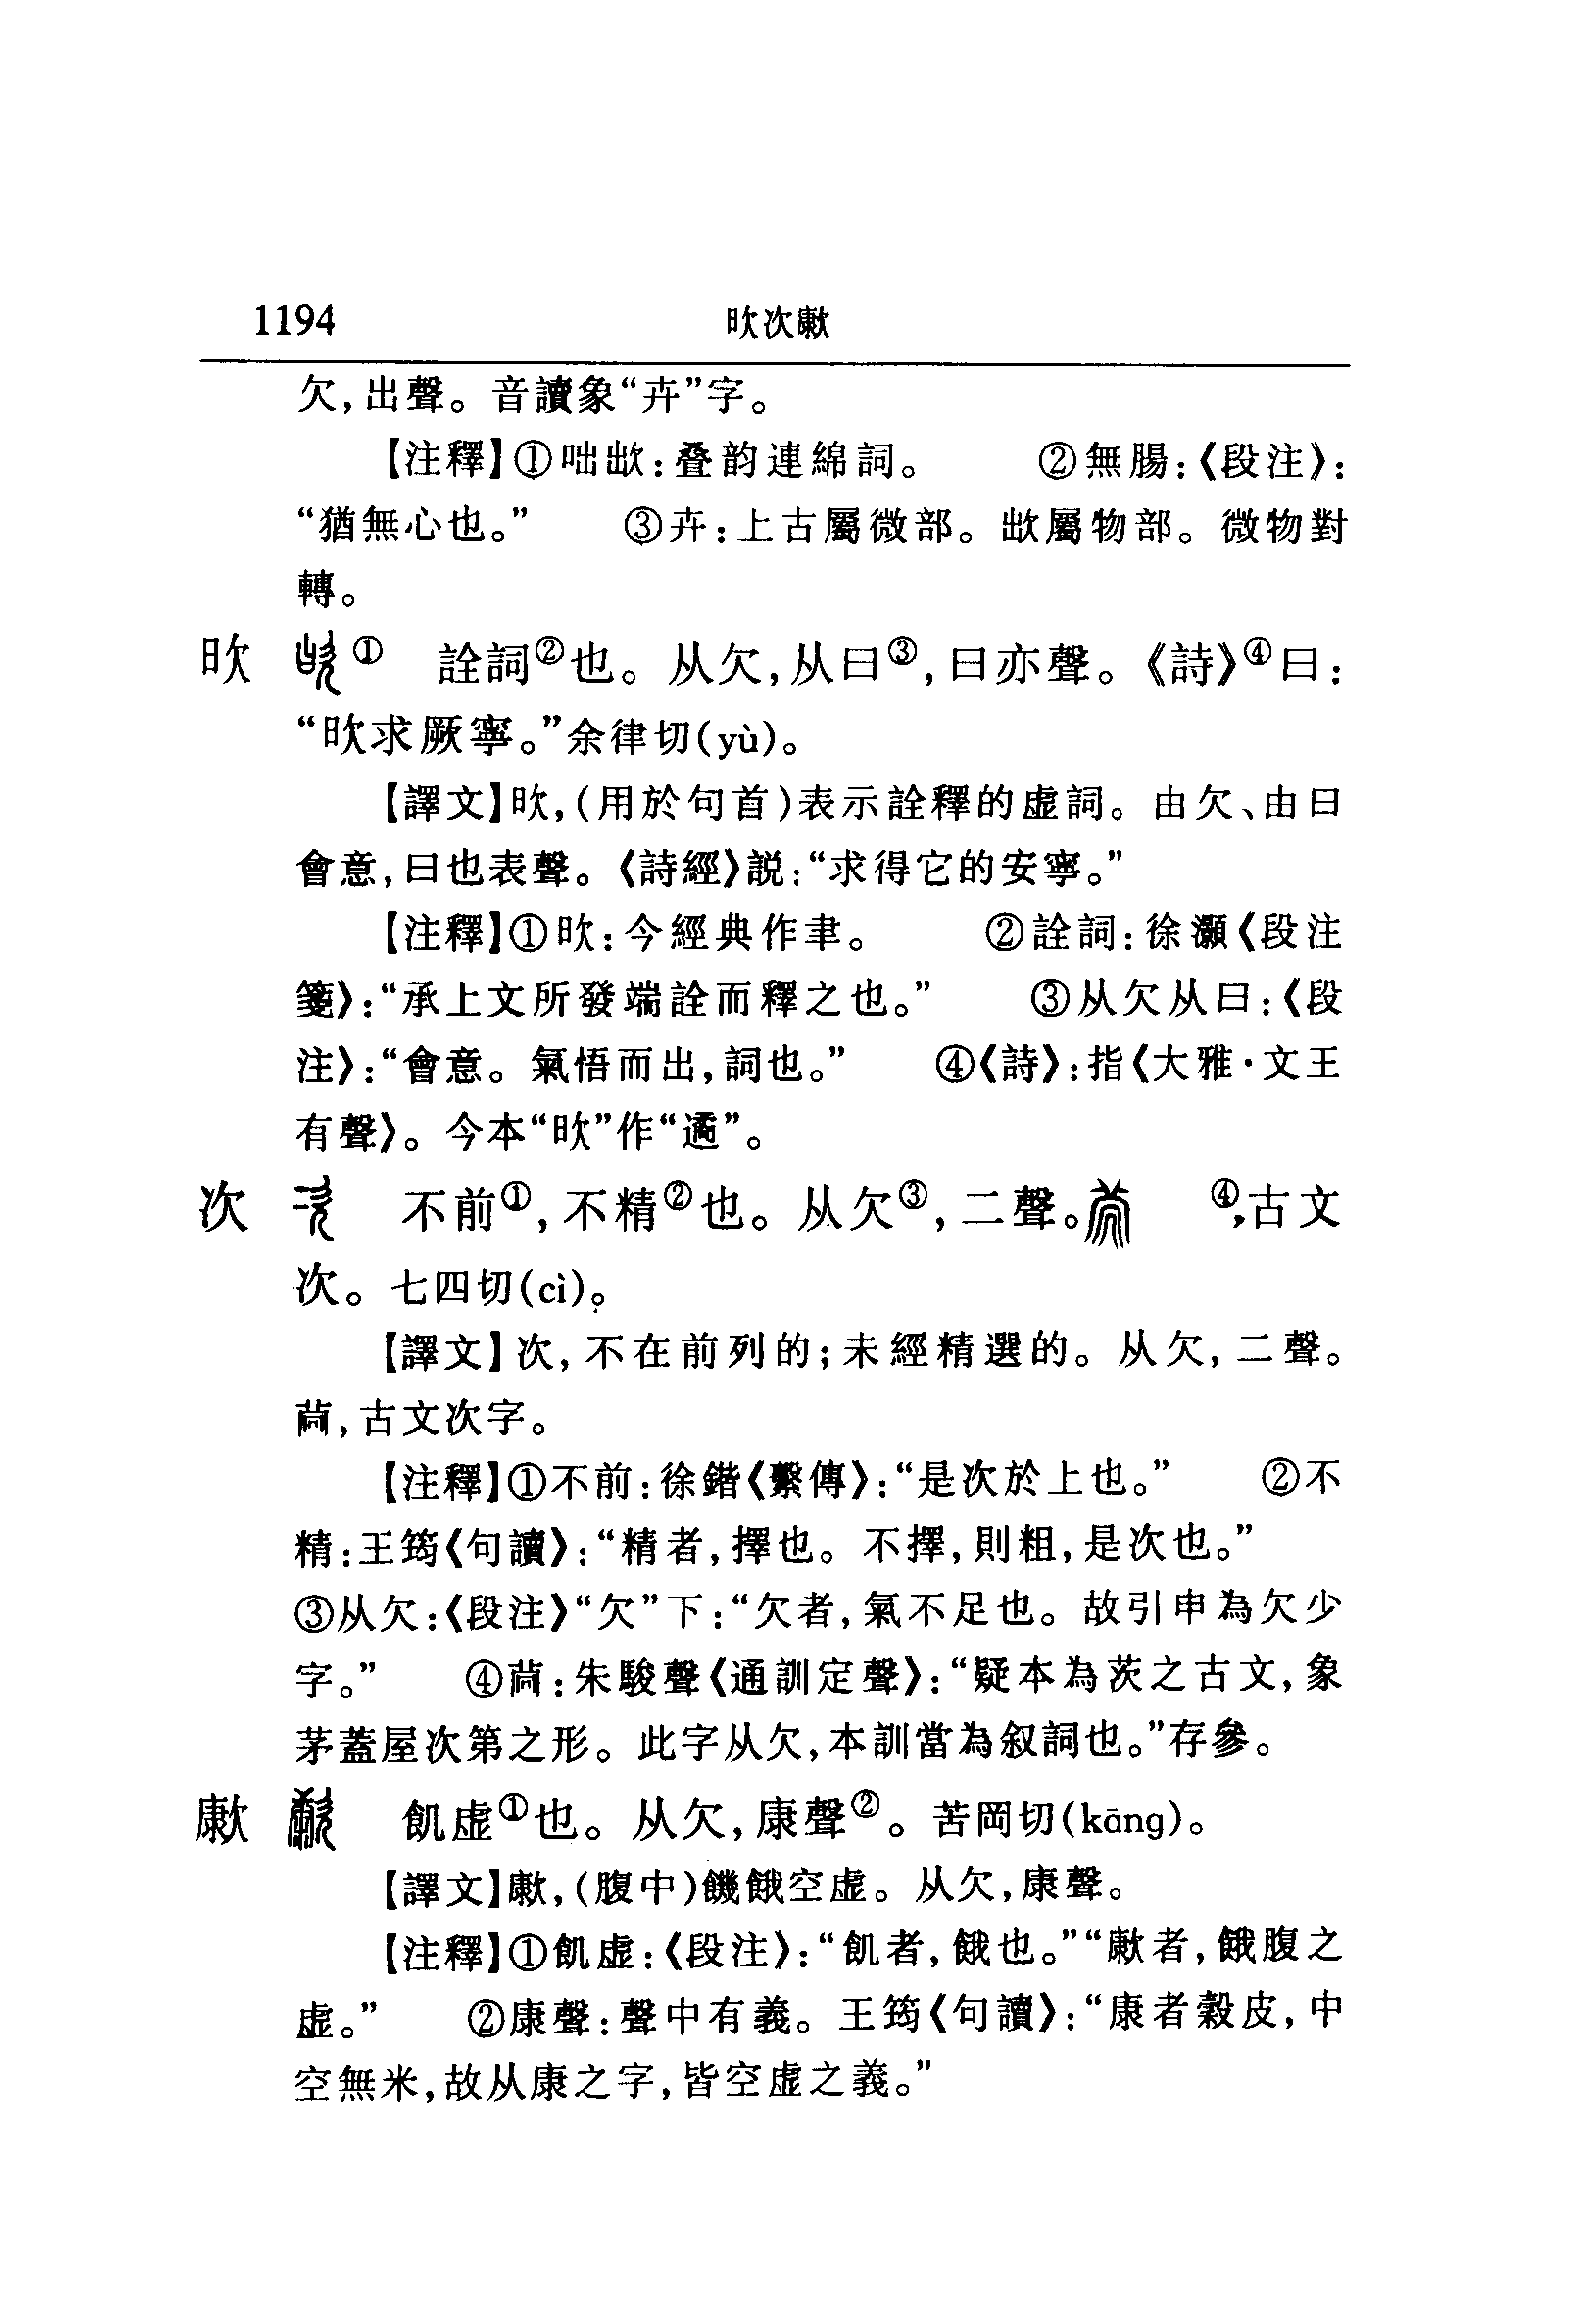 1194 㰲次歁
欠，出聲。音讀象“卉”字。
【注釋】①咄欪：叠韵連綿詞。 ②無腸：《段注》：
“猶無心也。” ③卉：上古屬微部。欪屬物部。微物對
轉。
欥 ① 詮詞②也。从欠，从曰③，曰亦聲。《詩》④曰：
“欥求厥寧。”余律切(yù)。
【譯文】欥，(用於句首)表示詮釋的虚詞。由欠、由曰
會意，曰也表聲。《詩經》説：“求得它的安寧。”
【注釋】①欥：今經典作聿。 ②詮詞：徐灝《段注
箋》：“承上文所發端詮而釋之也。” ③从欠从曰：《段
注》：“會意。氣悟而出，詞也。” ④《詩》：指《大雅·文王
有聲》。今本“欥”作“遹”。
次 不前①，不精②也。从欠③，二聲。④，古文
次。七四切(cì)。
【譯文】次，不在前列的；未經精選的。从欠，二聲。
，古文次字。
【注釋】①不前：徐鍇《繫傳》：“是次於上也。” ②不
精：王筠《句讀》：“精者，擇也。不擇，則粗，是次也。”
③从欠：《段注》“欠”下：“欠者，氣不足也。故引申為欠少
字。” ④：朱駿聲《通訓定聲》：“疑本為茨之古文，象
茅蓋屋次第之形。此字从欠，本訓當為叙詞也。”存參。
歑 飢虚①也。从欠，康聲②。苦岡切(kāng)。
【譯文】，(腹中)饑餓空虚。从欠，康聲。
【注釋】①飢虚：《段注》：“飢者，餓也。”“者，餓腹之
虚。” ②康聲：聲中有義。王筠《句讀》：“康者穀皮，中
空無米，故从康之字，皆空虚之義。”